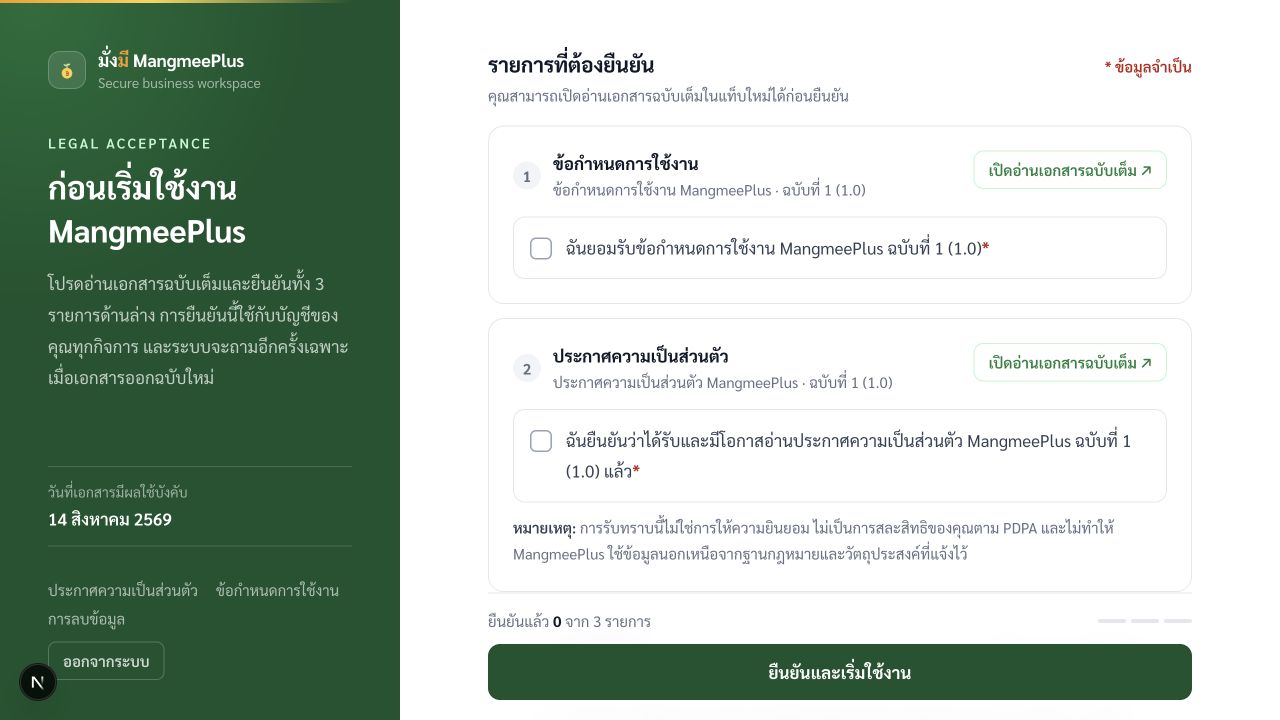 มั่งมี MangmeePlus
Secure business workspace
LEGAL ACCEPTANCE
ก่อนเริ่มใช้งาน
MangmeePlus
โปรดอ่านเอกสารฉบับเต็มและยืนยันทั้ง 3
รายการด้านล่าง การยืนยันนี้ใช้กับบัญชีของ
คุณทุกกิจการ และระบบจะถามอีกครั้งเฉพาะ
เมื่อเอกสารออกฉบับใหม่
วันที่เอกสารมีผลใช้บังคับ
14 สิงหาคม 2569
ประกาศความเป็นส่วนตัว ข้อกำหนดการใช้งาน
การลบข้อมูล
ออกจากระบบ
N
รายการที่ต้องยืนยัน
* ข้อมูลจำเป็น
คุณสามารถเปิดอ่านเอกสารฉบับเต็มในแท็บใหม่ได้ก่อนยืนยัน
1
ข้อกำหนดการใช้งาน
ข้อกำหนดการใช้งาน MangmeePlus · ฉบับที่ 1 (1.0)
เปิดอ่านเอกสารฉบับเต็ม ↗
ฉันยอมรับข้อกำหนดการใช้งาน MangmeePlus ฉบับที่ 1 (1.0)*
2
ประกาศความเป็นส่วนตัว
ประกาศความเป็นส่วนตัว MangmeePlus · ฉบับที่ 1 (1.0)
เปิดอ่านเอกสารฉบับเต็ม ↗
ฉันยืนยันว่าได้รับและมีโอกาสอ่านประกาศความเป็นส่วนตัว MangmeePlus ฉบับที่ 1
(1.0) แล้ว*
หมายเหตุ: การรับทราบนี้ไม่ใช่การให้ความยินยอม ไม่เป็นการสละสิทธิของคุณตาม PDPA และไม่ทำให้
MangmeePlus ใช้ข้อมูลนอกเหนือจากฐานกฎหมายและวัตถุประสงค์ที่แจ้งไว้
ยืนยันแล้ว 0 จาก 3 รายการ
ยืนยันและเริ่มใช้งาน